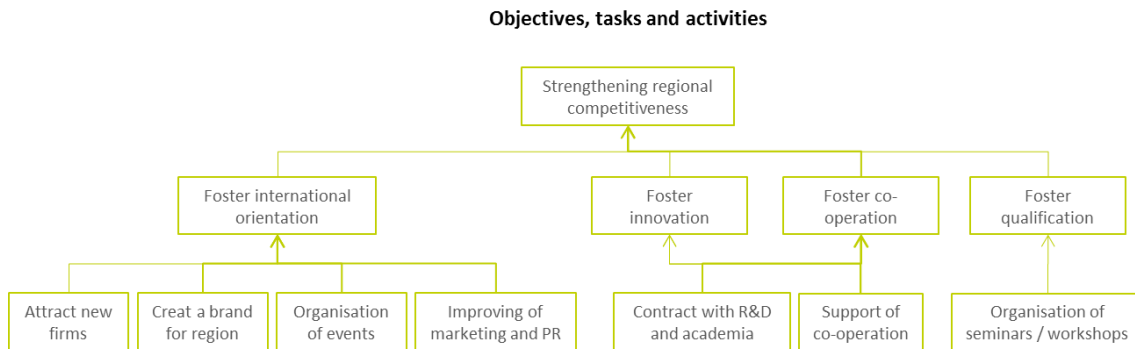 Objectives, tasks and activities
Strengthening regional
competitiveness
Foster international
orientation
Foster
innovation
Foster co-
operation
Foster
qualification
Attract new
firms
Creat a brand
for region
Organisation
of events
Improving of
marketing and PR
Contract with R&D
and academia
Support of
co-operation
Organisation of
seminars / workshops